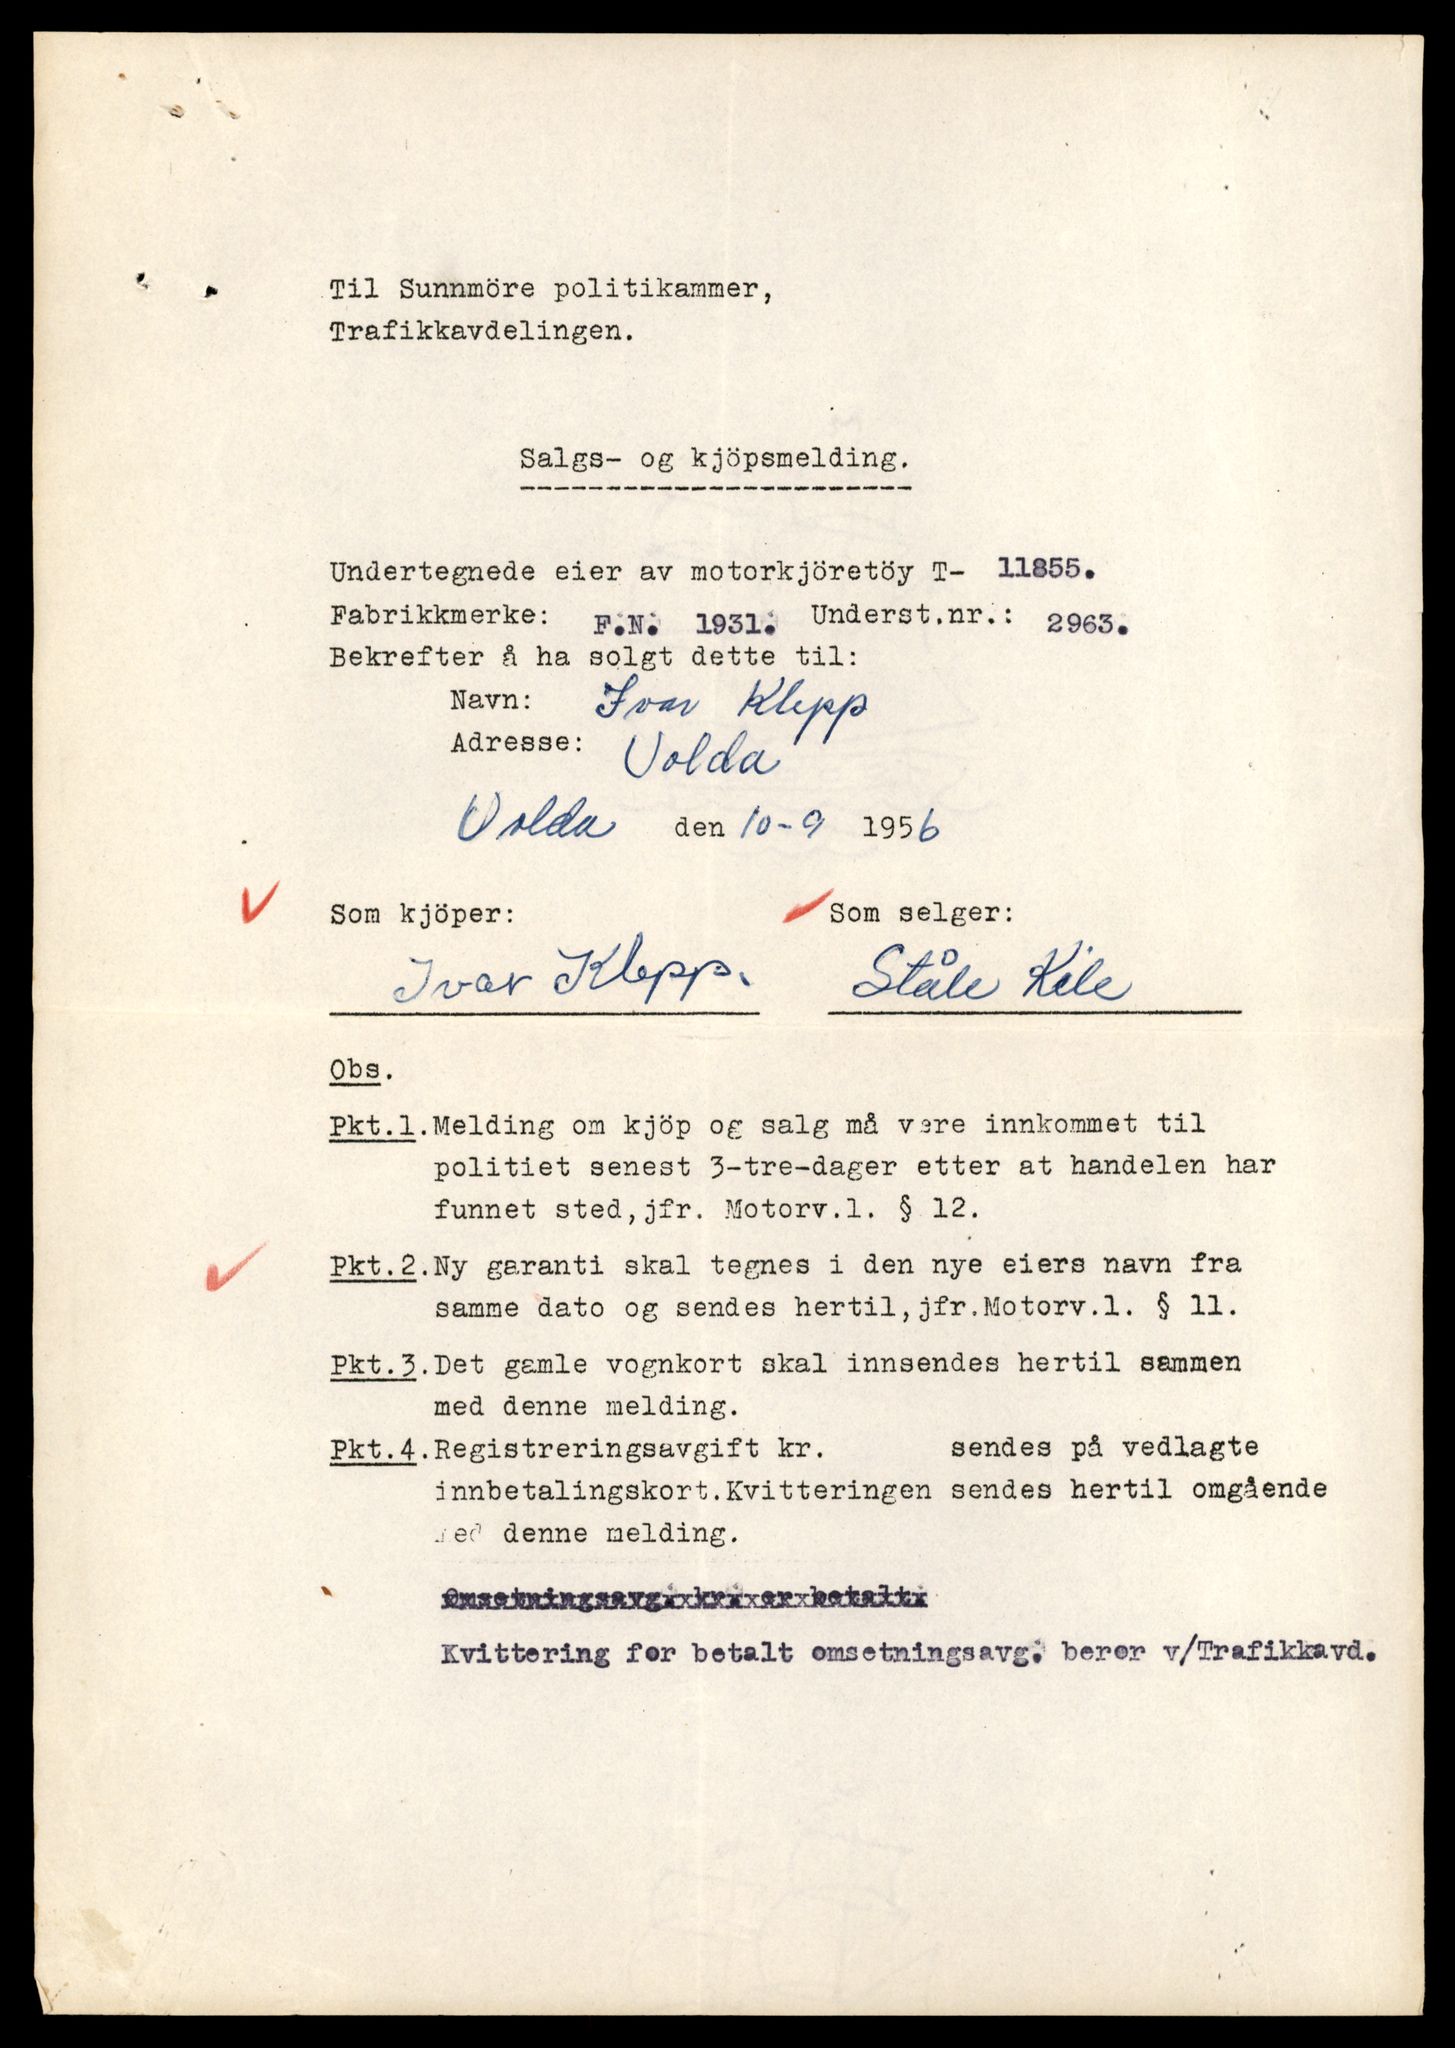 Til Sunnmöre politikammer,
Trafikkavdelingen.
Salgs- og kjöpsmelding.
Undertegnede eier av motorkjöretöy T- 11855.
Fabrikkmerke: F.N. 1931. Underst.nr.: 2963.
Bekrefter å ha solgt dette til:
Navn: Ivar Klepp
Adresse: Volda
Volda den 10-9 1956
Som kjöper: Som selger:
Ivar Klepp. Ståle Kile
Obs.
Pkt.1. Melding om kjöp og salg må være innkommet til
politiet senest 3-tre-dager etter at handelen har
funnet sted, jfr. Motorv.l. § 12.
Pkt.2. Ny garanti skal tegnes i den nye eiers navn fra
samme dato og sendes hertil, jfr.Motorv.l. § 11.
Pkt.3. Det gamle vognkort skal innsendes hertil sammen
med denne melding.
Pkt.4. Registreringsavgift kr. sendes på vedlagte
innbetalingskort.Kvitteringen sendes hertil omgående
med denne melding.
Omsetningsavg. kr. er betalt.
Kvittering for betalt omsetningsavg. beror v/Trafikkavd.